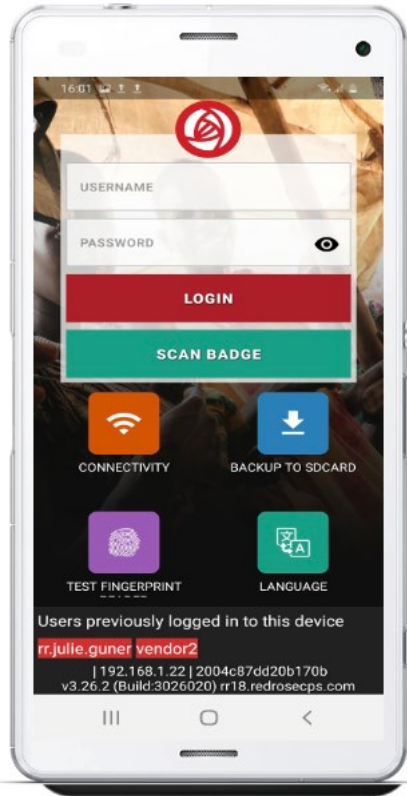 16:01
USERNAME
PASSWORD
LOGIN
SCAN BADGE
CONNECTIVITY
BACKUP TO SDCARD
TEST FINGERPRINT
LANGUAGE
Users previously logged in to this device
rr.julie.guner vendor2
| 192.168.1.22 | 2004c87dd20b170b
v3.26.2 (Build:3026020) rr18.redrosecps.com